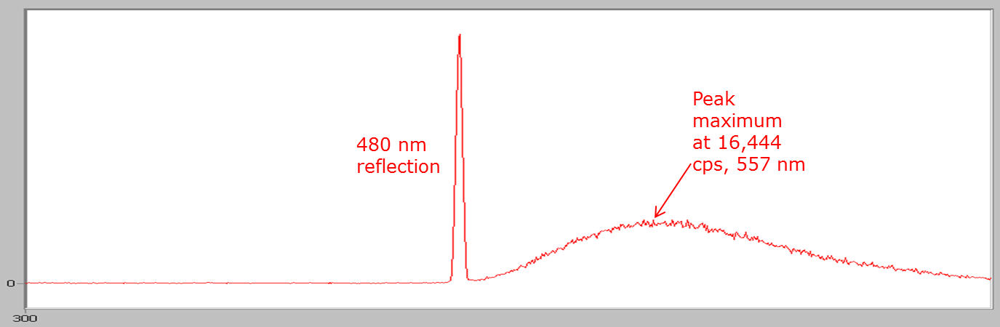 Peak
maximum
at 16,444
cps, 557 nm
480 nm
reflection
0
300